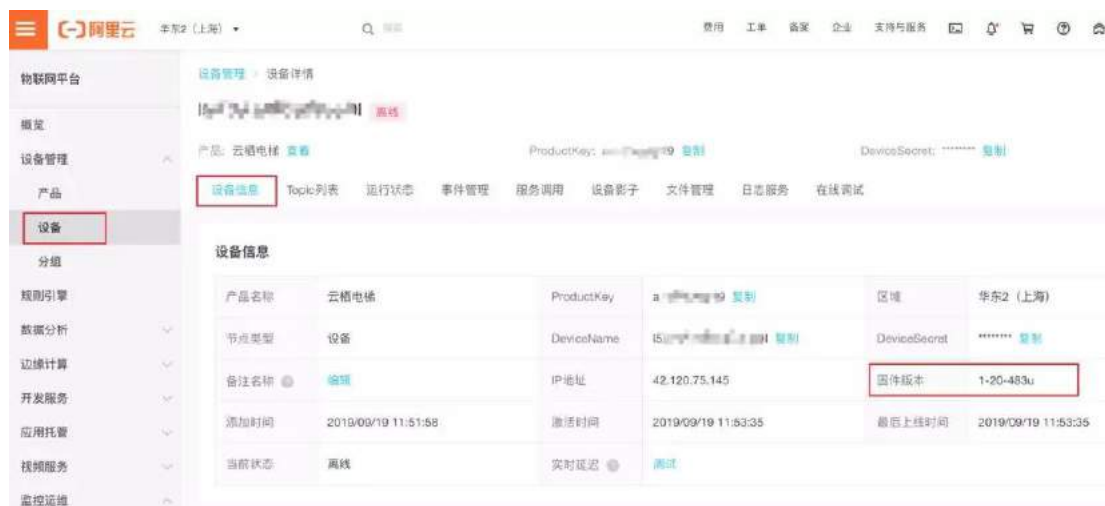 阿里云 华东2（上海） 搜索 费用 工单 备案 企业 支持与服务
物联网平台
设备管理 设备详情
离线
概览
产品: 云栖电梯 查看 ProductKey: 复制 DeviceSecret: ******** 复制
设备管理
产品
设备信息 Topic列表 运行状态 事件管理 服务调用 设备影子 文件管理 日志服务 在线调试
设备
设备信息
分组
规则引擎
产品名称 云栖电梯 ProductKey 复制 区域 华东2（上海）
数据分析
节点类型 设备 DeviceName 复制 DeviceSecret ******** 复制
边缘计算
备注名称 编辑 IP地址 42.120.75.145 固件版本 1-20-483u
开发服务
添加时间 2019/09/19 11:51:58 激活时间 2019/09/19 11:53:35 最后上线时间 2019/09/19 11:53:35
应用托管
当前状态 离线 实时延迟 测试
视频服务
监控运维